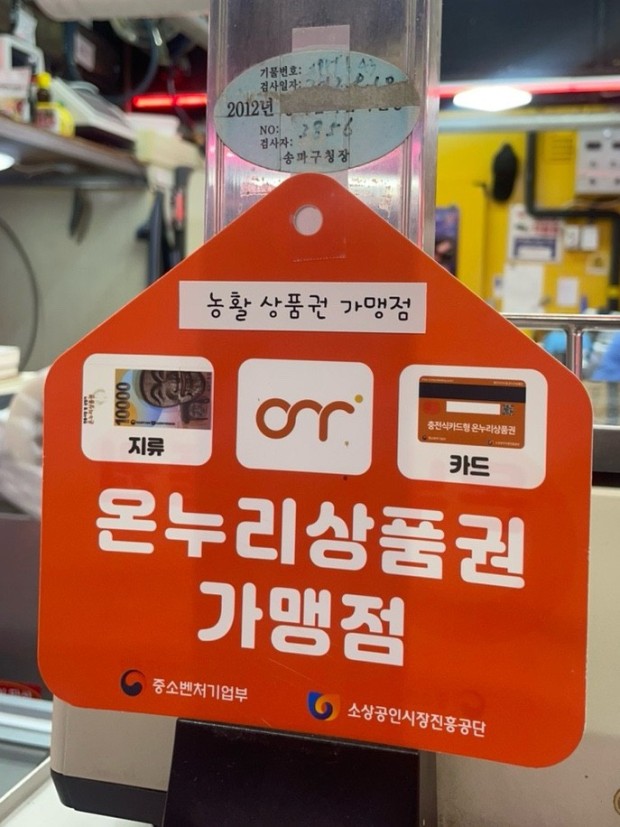 기물번호:
검사일자:
2012년
NO: 3856
검사자:
송파구청장
농활 상품권 가맹점
10000
지류
충전식카드형 온누리상품권
카드
온누리상품권
가맹점
중소벤처기업부
소상공인시장진흥공단